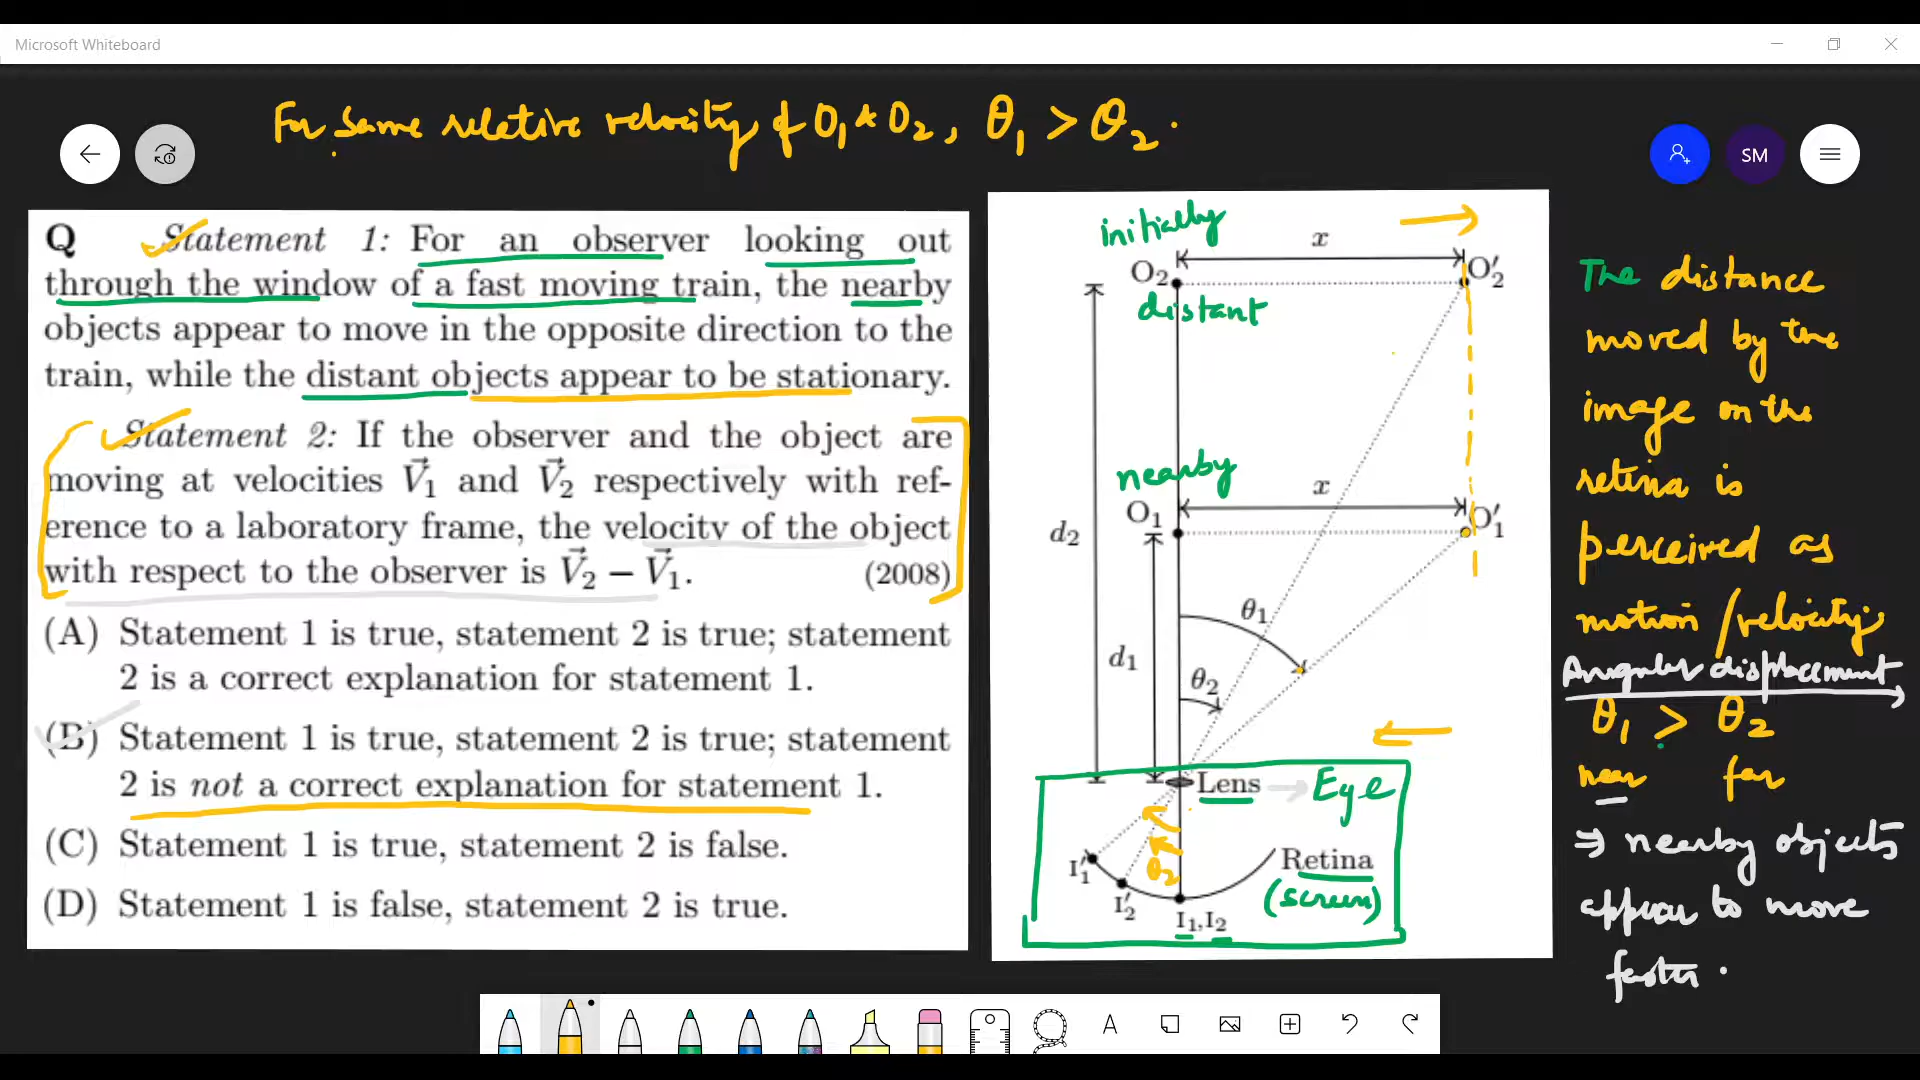 Microsoft Whiteboard
For same reletive velocity of O1 & O2, θ1 > θ2.
SM
Q Statement 1: For an observer looking out
through the window of a fast moving train, the nearby
objects appear to move in the opposite direction to the
train, while the distant objects appear to be stationary.
Statement 2: If the observer and the object are
moving at velocities V⃗1 and V⃗2 respectively with ref-
erence to a laboratory frame, the velocity of the object
with respect to the observer is V⃗2 − V⃗1. (2008)
(A) Statement 1 is true, statement 2 is true; statement
2 is a correct explanation for statement 1.
(B) Statement 1 is true, statement 2 is true; statement
2 is not a correct explanation for statement 1.
(C) Statement 1 is true, statement 2 is false.
(D) Statement 1 is false, statement 2 is true.
initially
x
O2
O′2
distant
nearby
x
O1
O′1
d2
θ1
d1
θ2
Lens
Eye
I′1
θ2
Retina
I′2
(screen)
I1,I2
The distance
moved by the
image on the
retina is
perceived as
motion/velocity
Angular displacement
θ1 > θ2
near far
⇒ nearby objects
appear to move
faster.
A